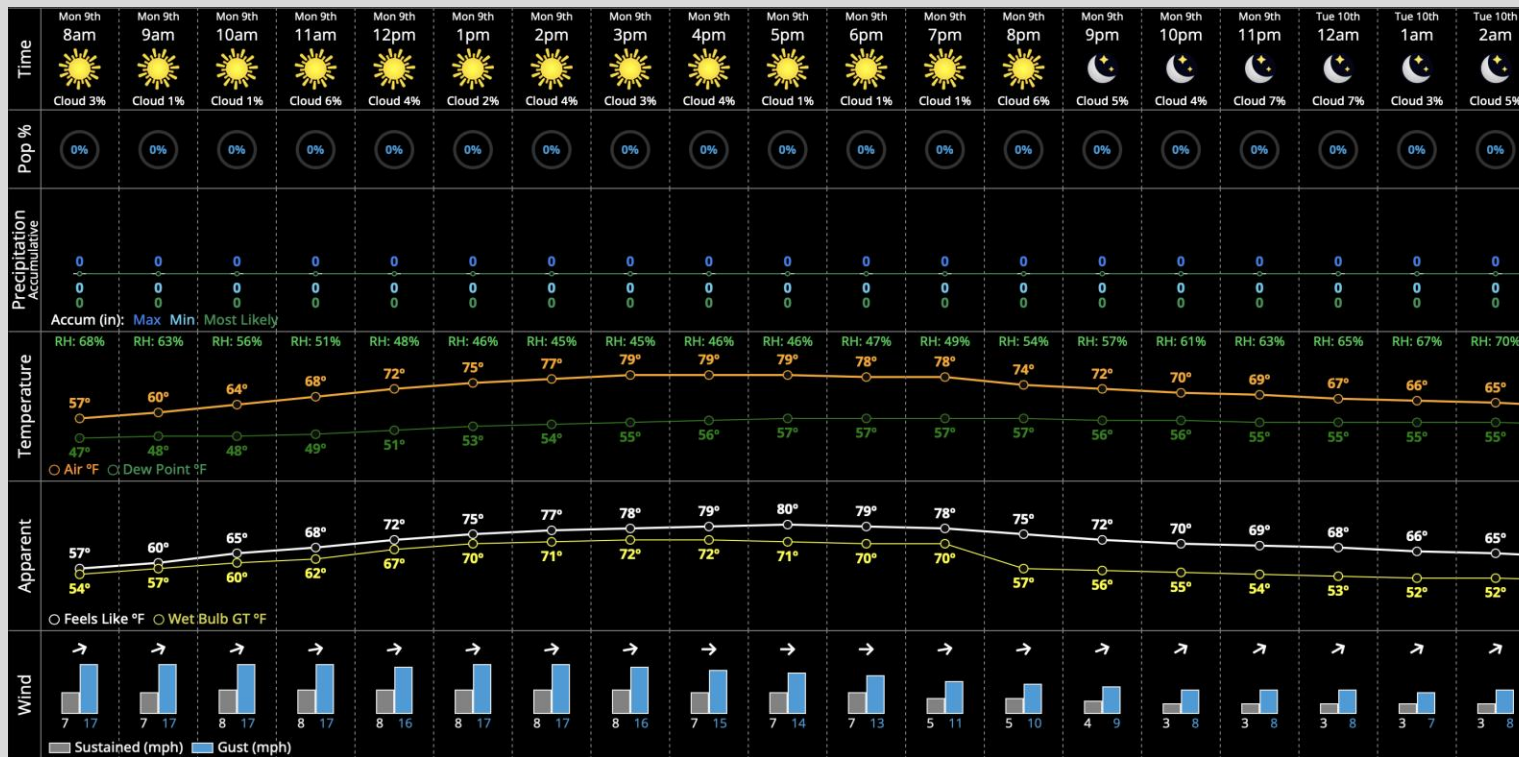 Time
Mon 9th Mon 9th Mon 9th Mon 9th Mon 9th Mon 9th Mon 9th Mon 9th Mon 9th Mon 9th Mon 9th Mon 9th Mon 9th Mon 9th Mon 9th Mon 9th Tue 10th Tue 10th Tue 10th
8am 9am 10am 11am 12pm 1pm 2pm 3pm 4pm 5pm 6pm 7pm 8pm 9pm 10pm 11pm 12am 1am 2am
Cloud 3% Cloud 1% Cloud 1% Cloud 6% Cloud 4% Cloud 2% Cloud 4% Cloud 3% Cloud 4% Cloud 1% Cloud 1% Cloud 1% Cloud 6% Cloud 5% Cloud 4% Cloud 7% Cloud 7% Cloud 3% Cloud 5%
Pop %
0% 0% 0% 0% 0% 0% 0% 0% 0% 0% 0% 0% 0% 0% 0% 0% 0% 0% 0%
Precipitation
Accumulative
0 0 0 0 0 0 0 0 0 0 0 0 0 0 0 0 0 0 0
0 0 0 0 0 0 0 0 0 0 0 0 0 0 0 0 0 0 0
0 0 0 0 0 0 0 0 0 0 0 0 0 0 0 0 0 0 0
Accum (in): Max Min Most Likely
Temperature
RH: 68% RH: 63% RH: 56% RH: 51% RH: 48% RH: 46% RH: 45% RH: 45% RH: 46% RH: 46% RH: 47% RH: 49% RH: 54% RH: 57% RH: 61% RH: 63% RH: 65% RH: 67% RH: 70%
57° 60° 64° 68° 72° 75° 77° 79° 79° 79° 78° 78° 74° 72° 70° 69° 67° 66° 65°
47° 48° 48° 49° 51° 53° 54° 55° 56° 57° 57° 57° 57° 56° 56° 55° 55° 55° 55°
Air °F Dew Point °F
Apparent
57° 60° 65° 68° 72° 75° 77° 78° 79° 80° 79° 78° 75° 72° 70° 69° 68° 66° 65°
54° 57° 60° 62° 67° 70° 71° 72° 72° 71° 70° 70° 57° 56° 55° 54° 53° 52° 52°
Feels Like °F Wet Bulb GT °F
Wind
7 17 7 17 8 17 8 17 8 16 8 17 8 17 8 16 7 15 7 14 7 13 5 11 5 10 4 9 3 8 3 8 3 8 3 7 3 8
Sustained (mph) Gust (mph)